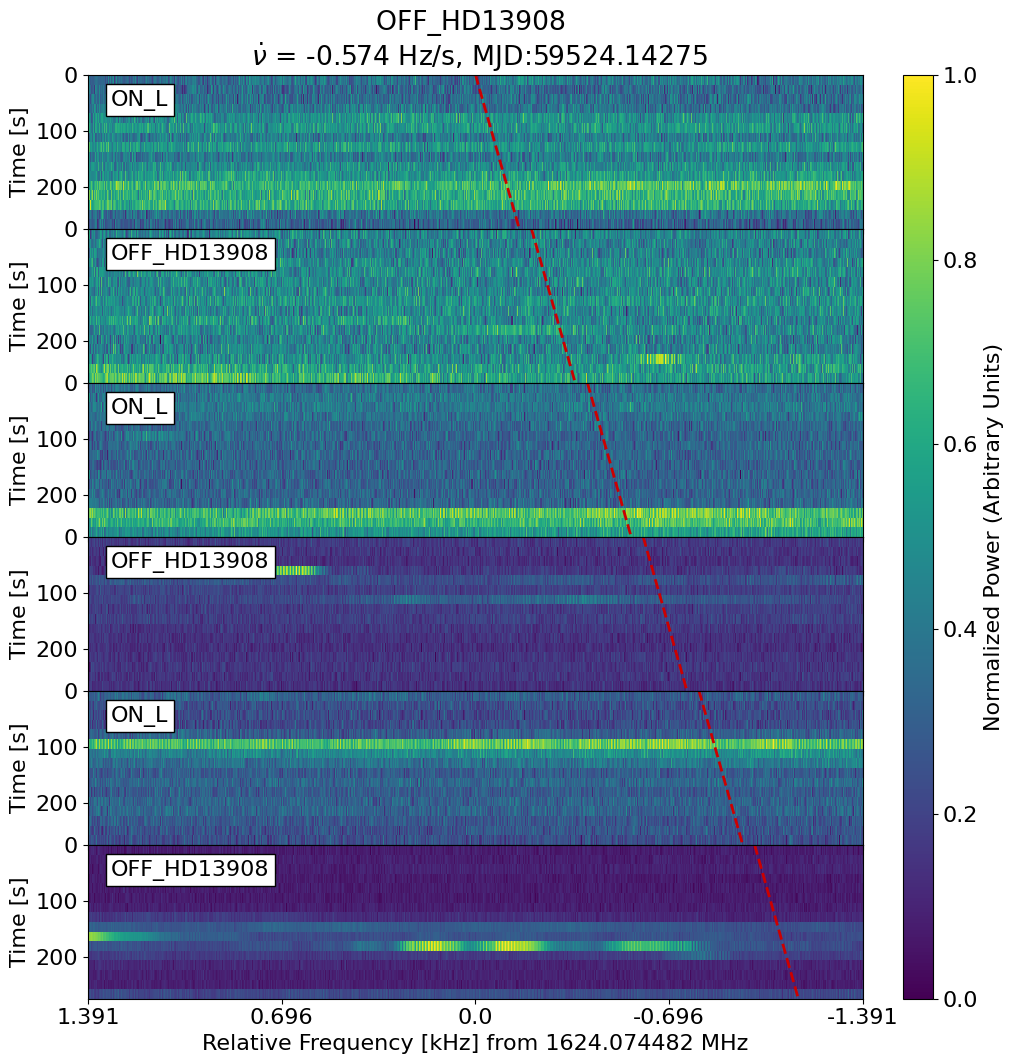 OFF_HD13908
ν̇ = -0.574 Hz/s, MJD:59524.14275
0
100
200
Time [s]
ON_L
0
100
200
Time [s]
OFF_HD13908
0
100
200
Time [s]
ON_L
0
100
200
Time [s]
OFF_HD13908
0
100
200
Time [s]
ON_L
0
100
200
Time [s]
OFF_HD13908
1.391 0.696 0.0 -0.696 -1.391
Relative Frequency [kHz] from 1624.074482 MHz
1.0
0.8
0.6
0.4
0.2
0.0
Normalized Power (Arbitrary Units)